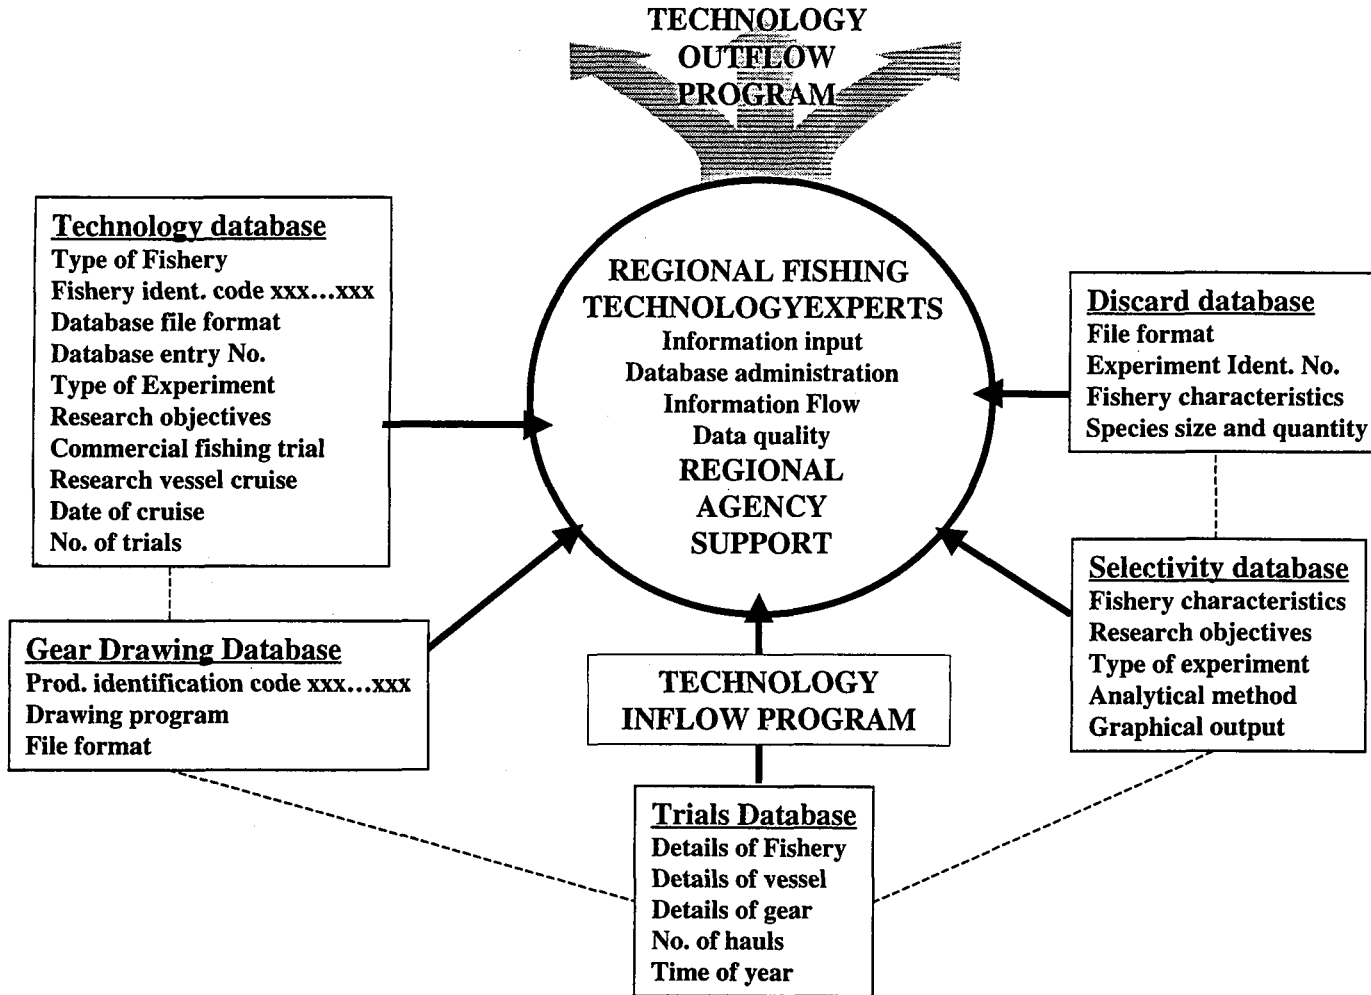 TECHNOLOGY
OUTFLOW
PROGRAM
Technology database
Type of Fishery
Fishery ident. code xxx...xxx
Database file format
Database entry No.
Type of Experiment
Research objectives
Commercial fishing trial
Research vessel cruise
Date of cruise
No. of trials
REGIONAL FISHING
TECHNOLOGYEXPERTS
Information input
Database administration
Information Flow
Data quality
REGIONAL
AGENCY
SUPPORT
Discard database
File format
Experiment Ident. No.
Fishery characteristics
Species size and quantity
Gear Drawing Database
Prod. identification code xxx...xxx
Drawing program
File format
TECHNOLOGY
INFLOW PROGRAM
Selectivity database
Fishery characteristics
Research objectives
Type of experiment
Analytical method
Graphical output
Trials Database
Details of Fishery
Details of vessel
Details of gear
No. of hauls
Time of year